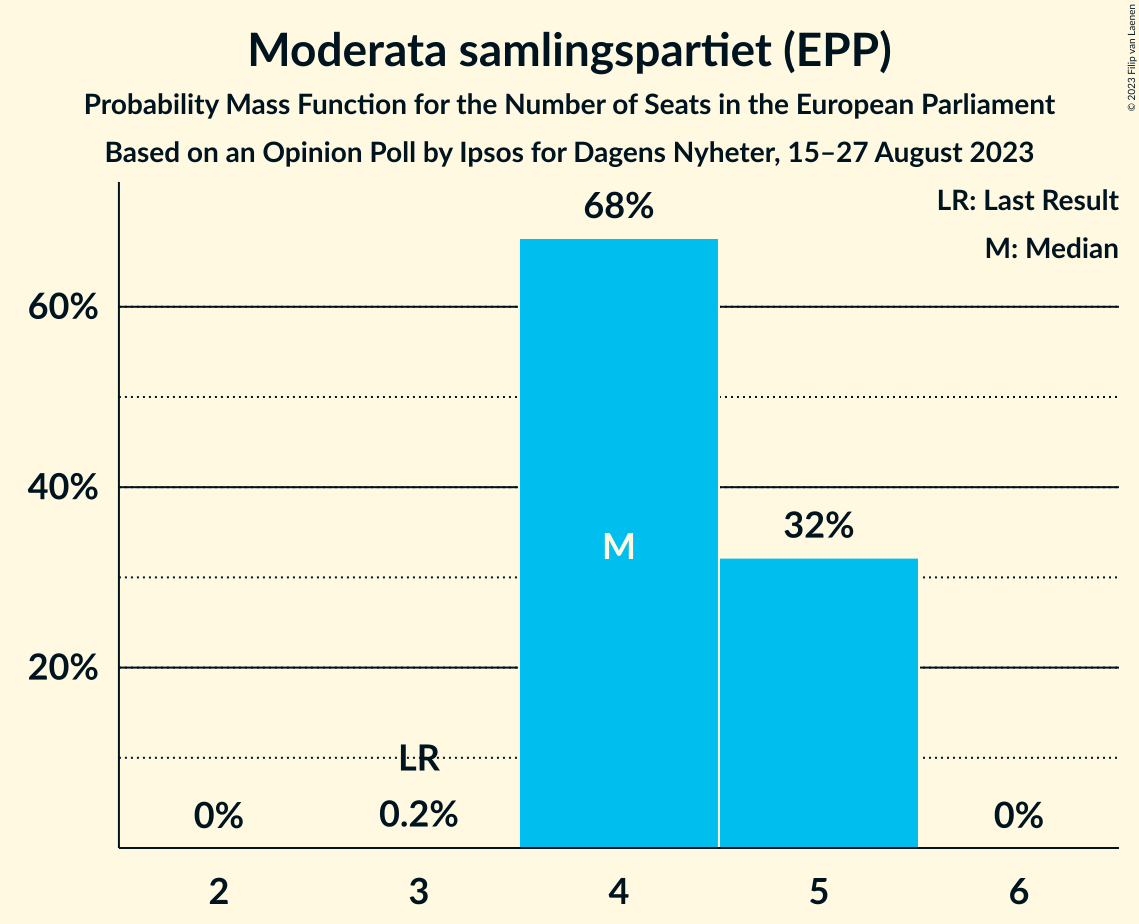 Moderata samlingspartiet (EPP)
Probability Mass Function for the Number of Seats in the European Parliament
Based on an Opinion Poll by Ipsos for Dagens Nyheter, 15–27 August 2023
© 2023 Filip van Laenen
LR: Last Result
M: Median
68%
60%
40%
32%
M
20%
LR
0%
0.2%
0%
2
3
4
5
6